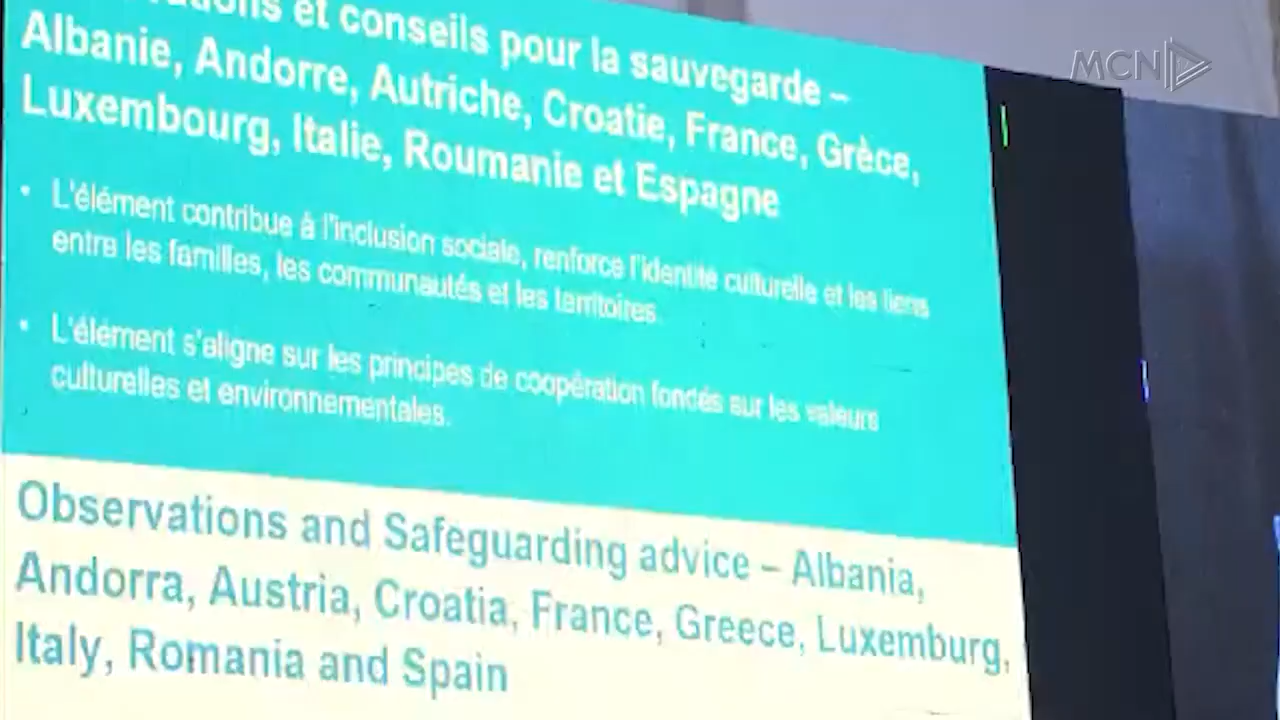 et conseils pour la sauvegarde –
Albanie, Andorre, Autriche, Croatie, France, Grèce,
Luxembourg, Italie, Roumanie et Espagne
• L'élément contribue à l'inclusion sociale, renforce l'identité culturelle et les liens
entre les familles, les communautés et les territoires.
• L'élément s'aligne sur les principes de coopération fondés sur les valeurs
culturelles et environnementales.
Observations and Safeguarding advice – Albania,
Andorra, Austria, Croatia, France, Greece, Luxemburg,
Italy, Romania and Spain
MCN